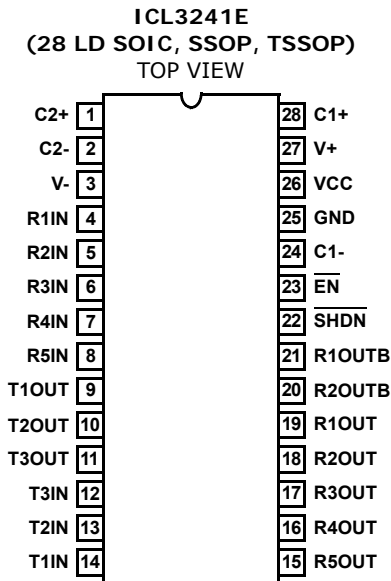 ICL3241E
(28 LD SOIC, SSOP, TSSOP)
TOP VIEW
C2+ 1 28 C1+
C2- 2 27 V+
V- 3 26 VCC
R1IN 4 25 GND
R2IN 5 24 C1-
R3IN 6 23 EN
R4IN 7 22 SHDN
R5IN 8 21 R1OUTB
T1OUT 9 20 R2OUTB
T2OUT 10 19 R1OUT
T3OUT 11 18 R2OUT
T3IN 12 17 R3OUT
T2IN 13 16 R4OUT
T1IN 14 15 R5OUT